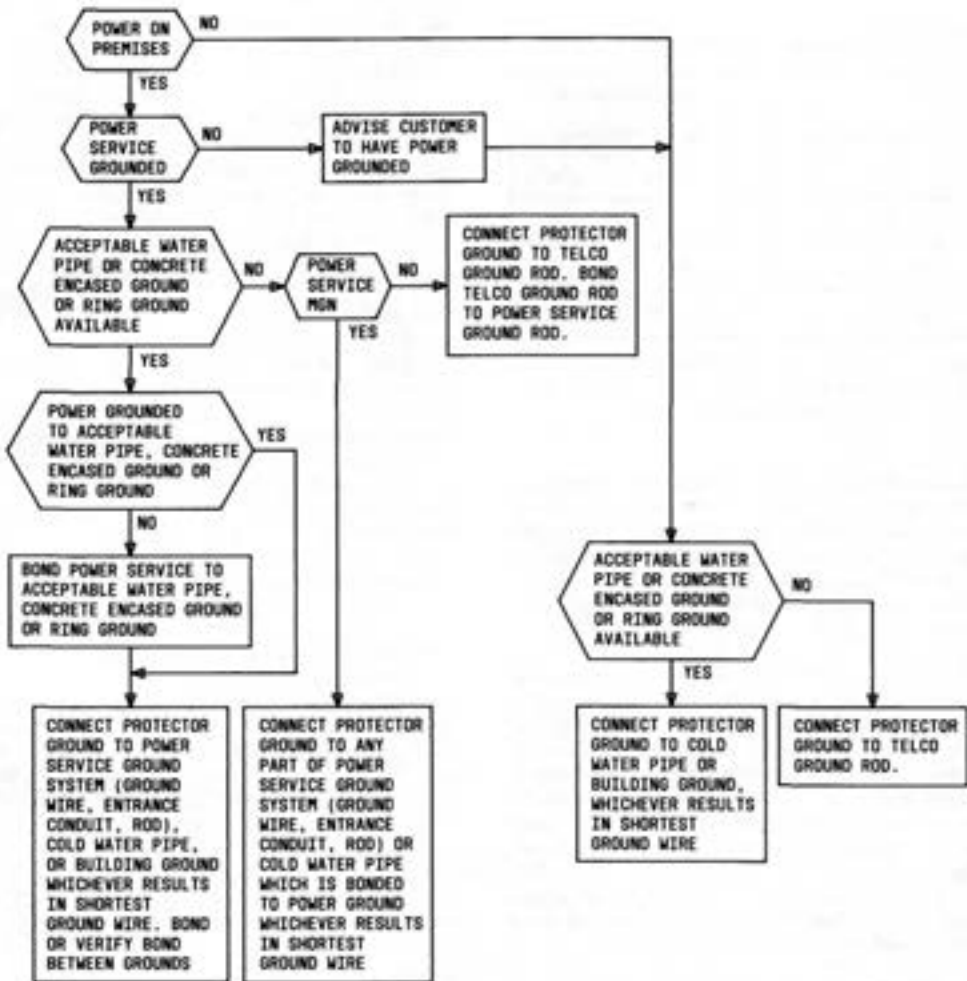 POWER ON
PREMISES
NO
YES
POWER
SERVICE
GROUNDED
NO
ADVISE CUSTOMER
TO HAVE POWER
GROUNDED
YES
ACCEPTABLE WATER
PIPE OR CONCRETE
ENCASED GROUND
OR RING GROUND
AVAILABLE
NO
POWER
SERVICE
MGN
NO
CONNECT PROTECTOR
GROUND TO TELCO
GROUND ROD. BOND
TELCO GROUND ROD
TO POWER SERVICE
GROUND ROD.
YES
YES
POWER GROUNDED
TO ACCEPTABLE
WATER PIPE, CONCRETE
ENCASED GROUND OR
RING GROUND
YES
NO
BOND POWER SERVICE TO
ACCEPTABLE WATER PIPE,
CONCRETE ENCASED GROUND
OR RING GROUND
ACCEPTABLE WATER
PIPE OR CONCRETE
ENCASED GROUND
OR RING GROUND
AVAILABLE
NO
YES
CONNECT PROTECTOR
GROUND TO POWER
SERVICE GROUND
SYSTEM (GROUND
WIRE, ENTRANCE
CONDUIT, ROD),
COLD WATER PIPE,
OR BUILDING GROUND
WHICHEVER RESULTS
IN SHORTEST
GROUND WIRE. BOND
OR VERIFY BOND
BETWEEN GROUNDS
CONNECT PROTECTOR
GROUND TO ANY
PART OF POWER
SERVICE GROUND
SYSTEM (GROUND
WIRE, ENTRANCE
CONDUIT, ROD) OR
COLD WATER PIPE
WHICH IS BONDED
TO POWER GROUND
WHICHEVER RESULTS
IN SHORTEST
GROUND WIRE
CONNECT PROTECTOR
GROUND TO COLD
WATER PIPE OR
BUILDING GROUND,
WHICHEVER RESULTS
IN SHORTEST
GROUND WIRE
CONNECT PROTECTOR
GROUND TO TELCO
GROUND ROD.